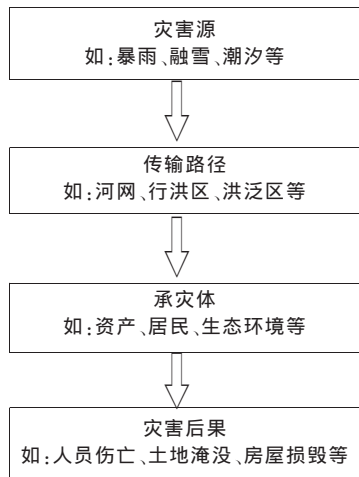 灾害源
如:暴雨、融雪、潮汐等
传输路径
如:河网、行洪区、洪泛区等
承灾体
如:资产、居民、生态环境等
灾害后果
如:人员伤亡、土地淹没、房屋损毁等